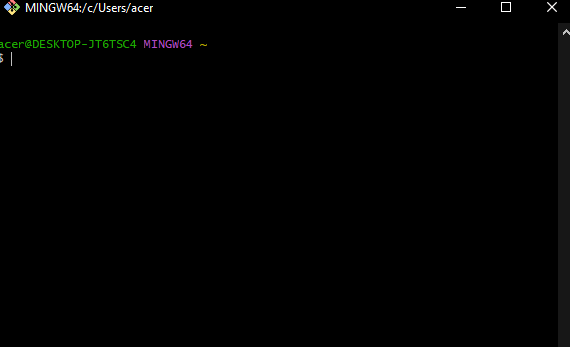 MINGW64:/c/Users/acer
acer@DESKTOP-JT6TSC4 MINGW64 ~
$